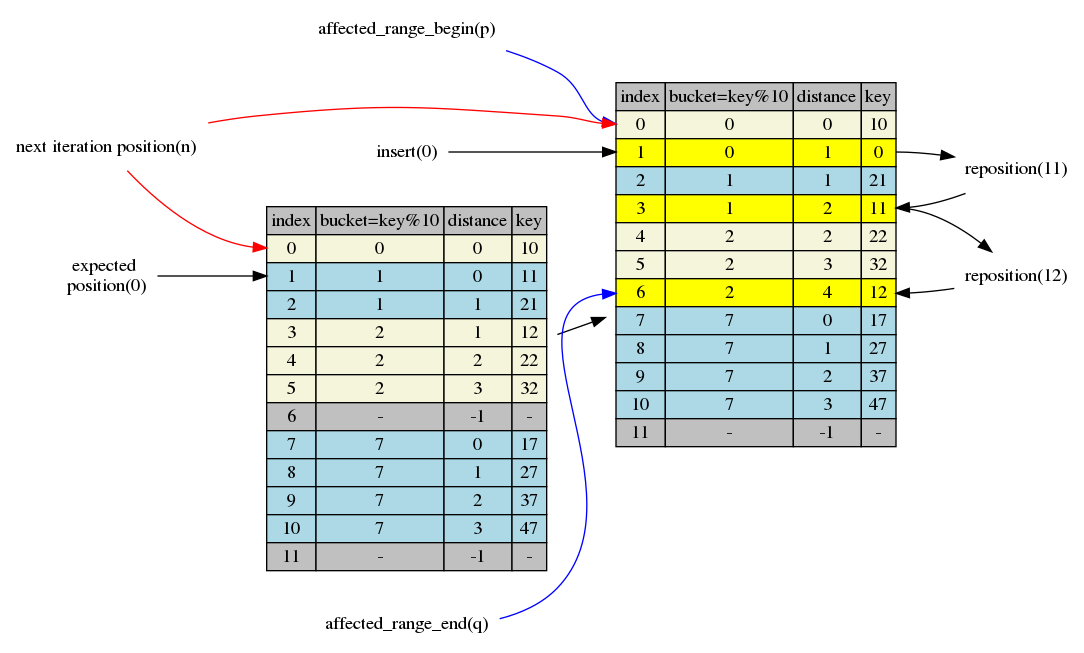 affected_range_begin(p)
next iteration position(n)
insert(0)
expected
position(0)
index bucket=key%10 distance key
0 0 0 10
1 1 0 11
2 1 1 21
3 2 1 12
4 2 2 22
5 2 3 32
6 - -1 -
7 7 0 17
8 7 1 27
9 7 2 37
10 7 3 47
11 - -1 -
index bucket=key%10 distance key
0 0 0 10
1 0 1 0
2 1 1 21
3 1 2 11
4 2 2 22
5 2 3 32
6 2 4 12
7 7 0 17
8 7 1 27
9 7 2 37
10 7 3 47
11 - -1 -
reposition(11)
reposition(12)
affected_range_end(q)